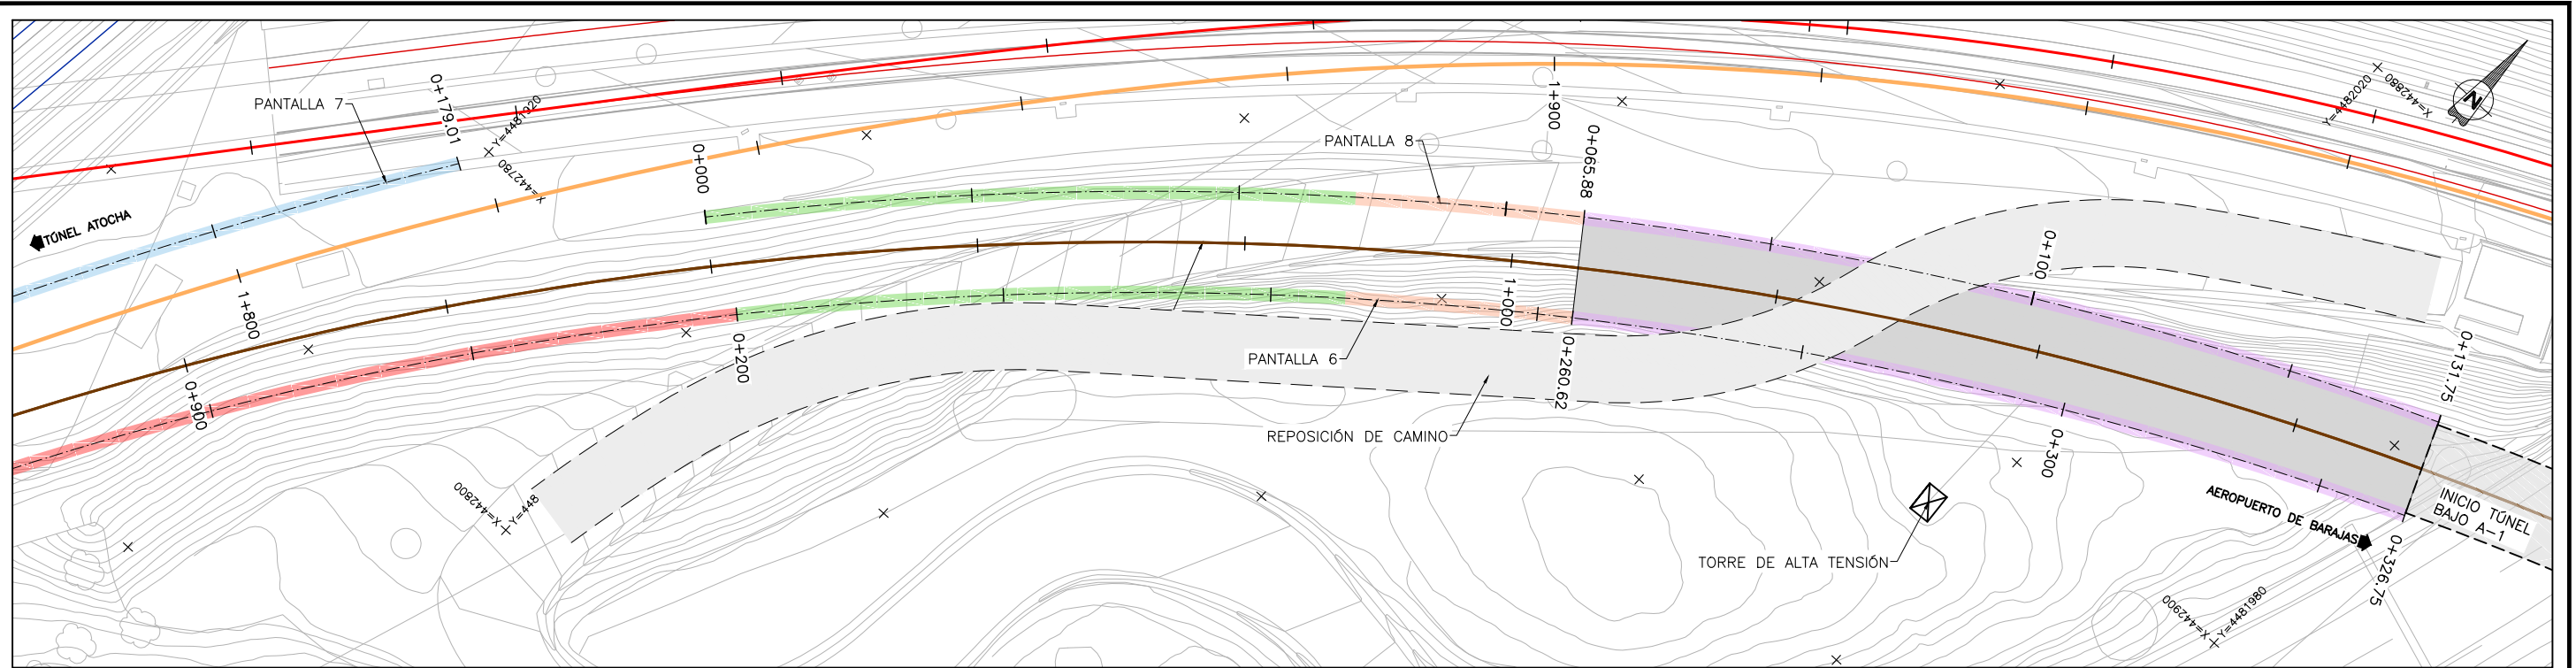 PANTALLA 7
0+179.01
Y=4481920
X=442780
0+000
PANTALLA 8
1+900
0+065.88
Y=4482020
X=442880
N
TÚNEL ATOCHA
1+800
0+900
0+200
PANTALLA 6
1+000
0+260.62
0+100
0+131.75
REPOSICIÓN DE CAMINO
0+300
X=442800
Y=448
TORRE DE ALTA TENSIÓN
AEROPUERTO DE BARAJAS
INICIO TÚNEL
BAJO A-1
0+326.75
X=442900
Y=4481980